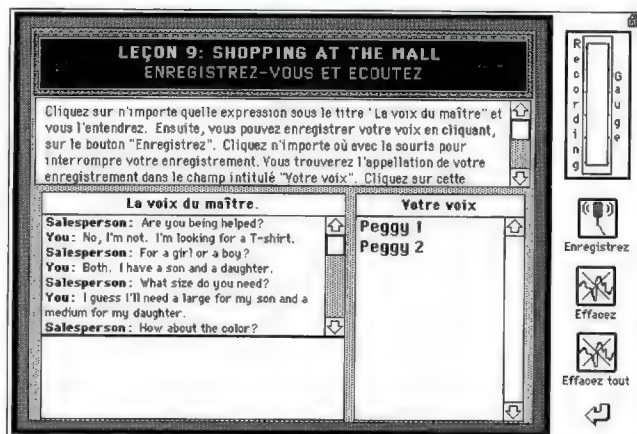 LEÇON 9: SHOPPING AT THE MALL
ENREGISTREZ-VOUS ET ECOUTEZ
Cliquez sur n'importe quelle expression sous le titre 'La voix du maître" et
vous l'entendrez. Ensuite, vous pouvez enregistrer votre voix en cliquant,
sur le bouton "Enregistrez". Cliquez n'importe où avec la souris pour
interrompre votre enregistrement. Vous trouverez l'appellation de votre
enregistrement dans le champ intitulé "Votre voix". Cliquez sur cette
La voix du maître.
Salesperson: Are you being helped?
You: No, I'm not. I'm looking for a T-shirt.
Salesperson: For a girl or a boy?
You: Both. I have a son and a daughter.
Salesperson: What size do you need?
You: I guess I'll need a large for my son and a
medium for my daughter.
Salesperson: How about the color?
Votre voix
Peggy 1
Peggy 2
Recording
Gauge
Enregistrez
Effacez
Effacez tout